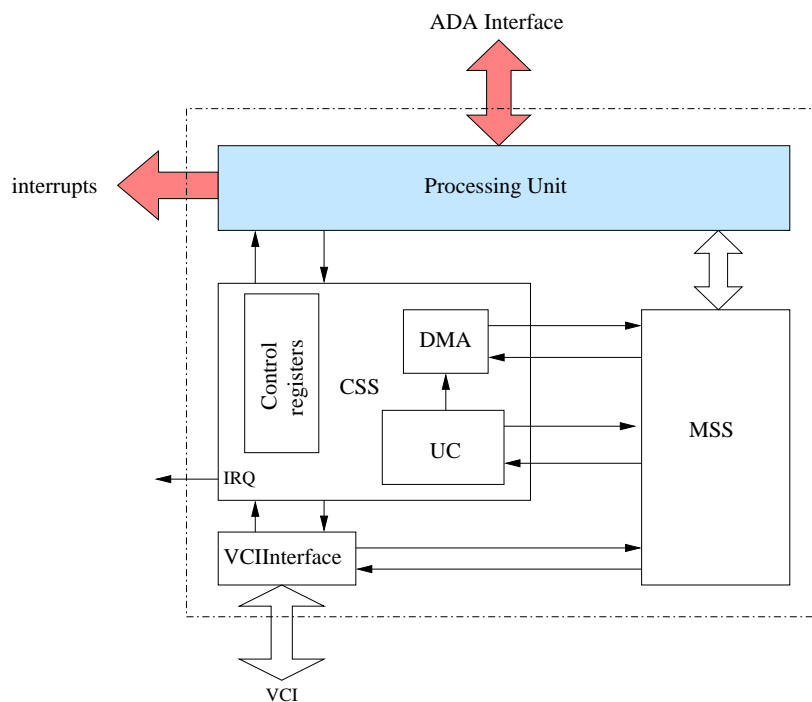 ADA Interface
interrupts
Processing Unit
Control
registers
CSS
DMA
UC
MSS
IRQ
VCIInterface
VCI